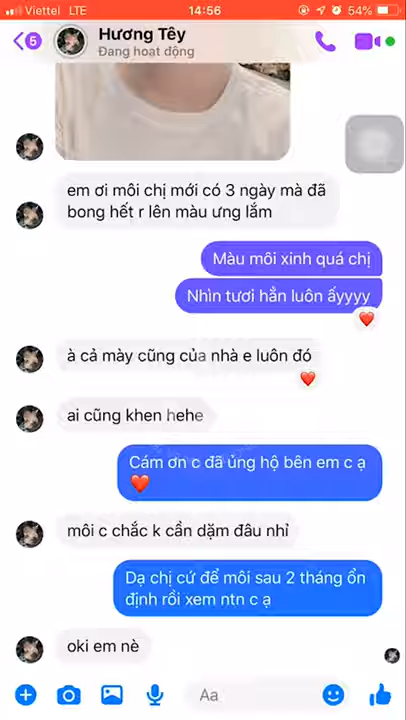 Viettel LTE 14:56 54%
5 Hương Têy
Đang hoạt động
em ơi môi chị mới có 3 ngày mà đã
bong hết r lên màu ưng lắm
Màu môi xinh quá chị
Nhìn tươi hẳn luôn ấyyyy
à cả mày cũng của nhà e luôn đó
ai cũng khen hehe
Cám ơn c đã ủng hộ bên em c ạ
môi c chắc k cần dặm đâu nhỉ
Dạ chị cứ để môi sau 2 tháng ổn
định rồi xem ntn c ạ
oki em nè
Aa